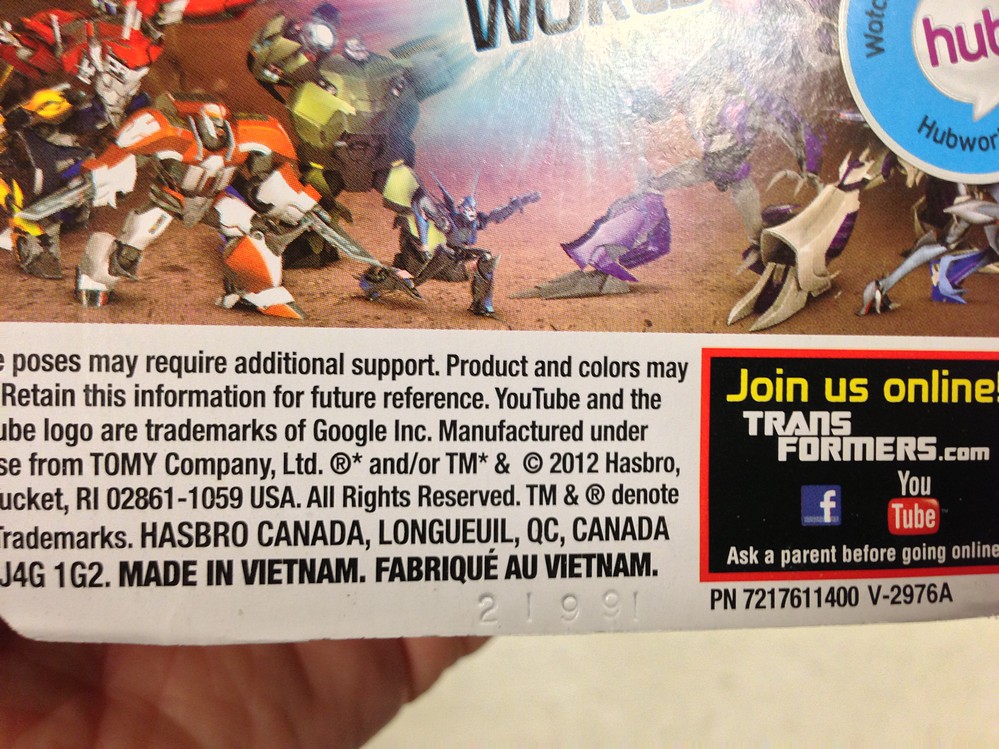 WORL
Watc
hub
Hubwor
e poses may require additional support. Product and colors may
Retain this information for future reference. YouTube and the
ube logo are trademarks of Google Inc. Manufactured under
se from TOMY Company, Ltd. ®* and/or TM* & © 2012 Hasbro,
ucket, RI 02861-1059 USA. All Rights Reserved. TM & ® denote
Trademarks. HASBRO CANADA, LONGUEUIL, QC, CANADA
J4G 1G2. MADE IN VIETNAM. FABRIQUÉ AU VIETNAM.
21991
Join us online!
TRANS
FORMERS.com
f
You
Tube
Ask a parent before going online
PN 7217611400 V-2976A